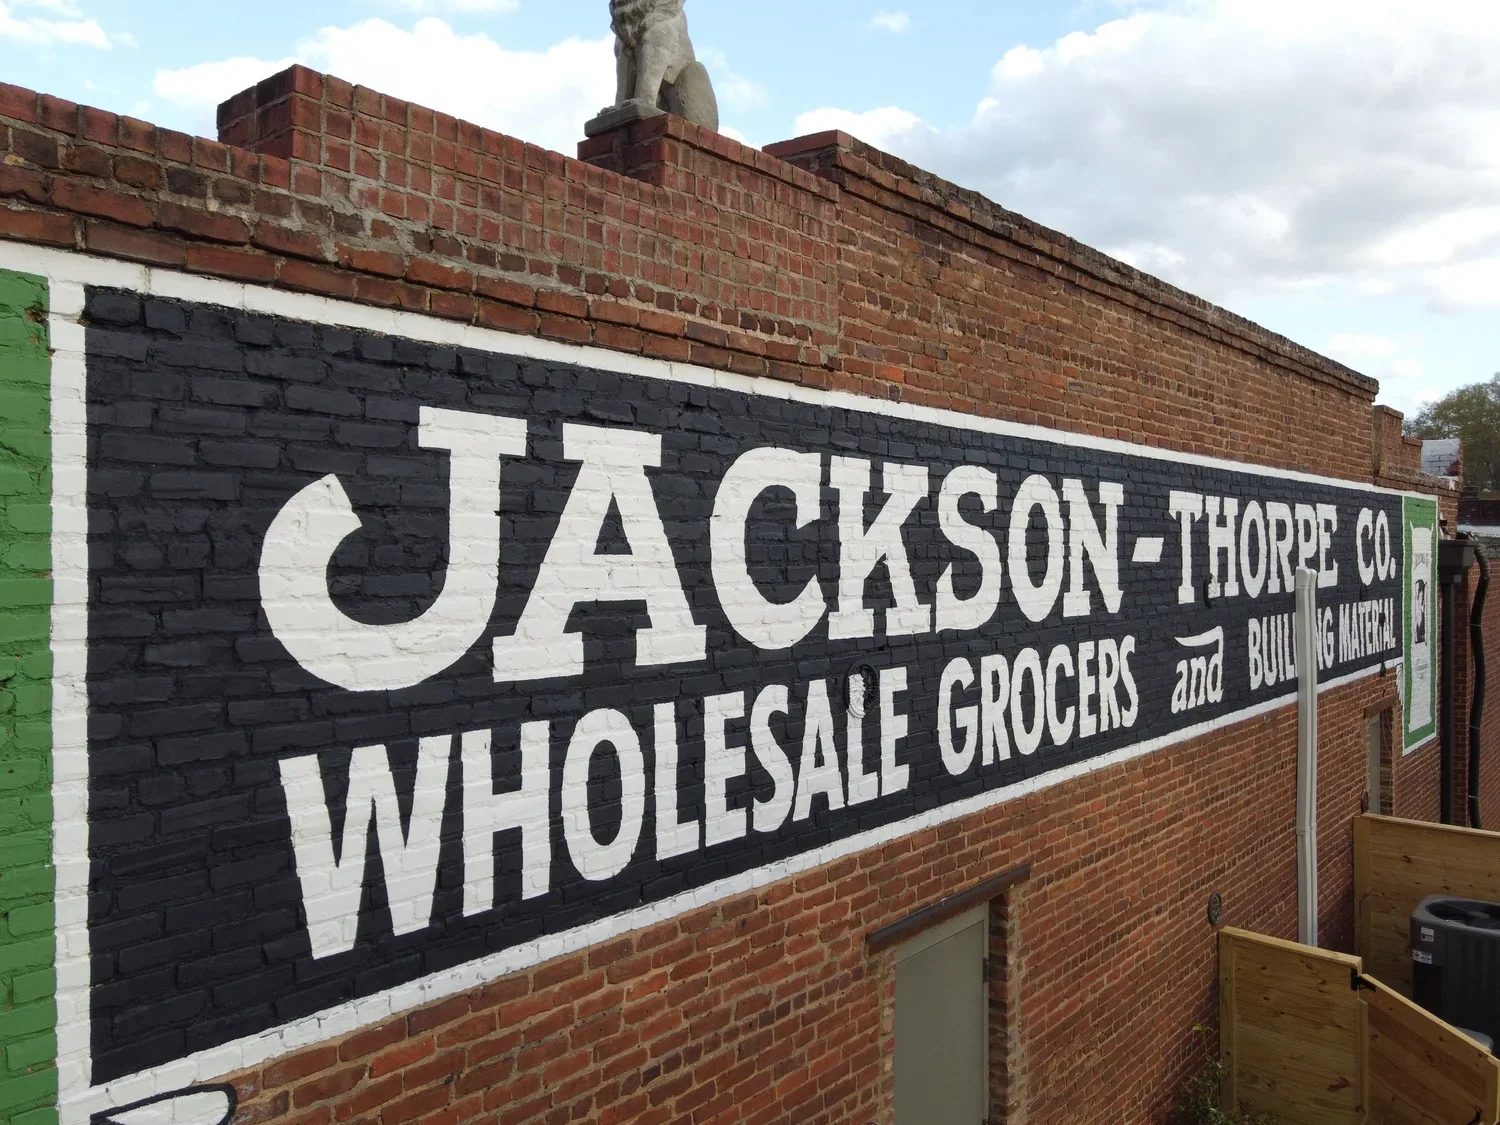 JACKSON-THORPE CO.
WHOLESALE GROCERS and BUILDING MATERIAL